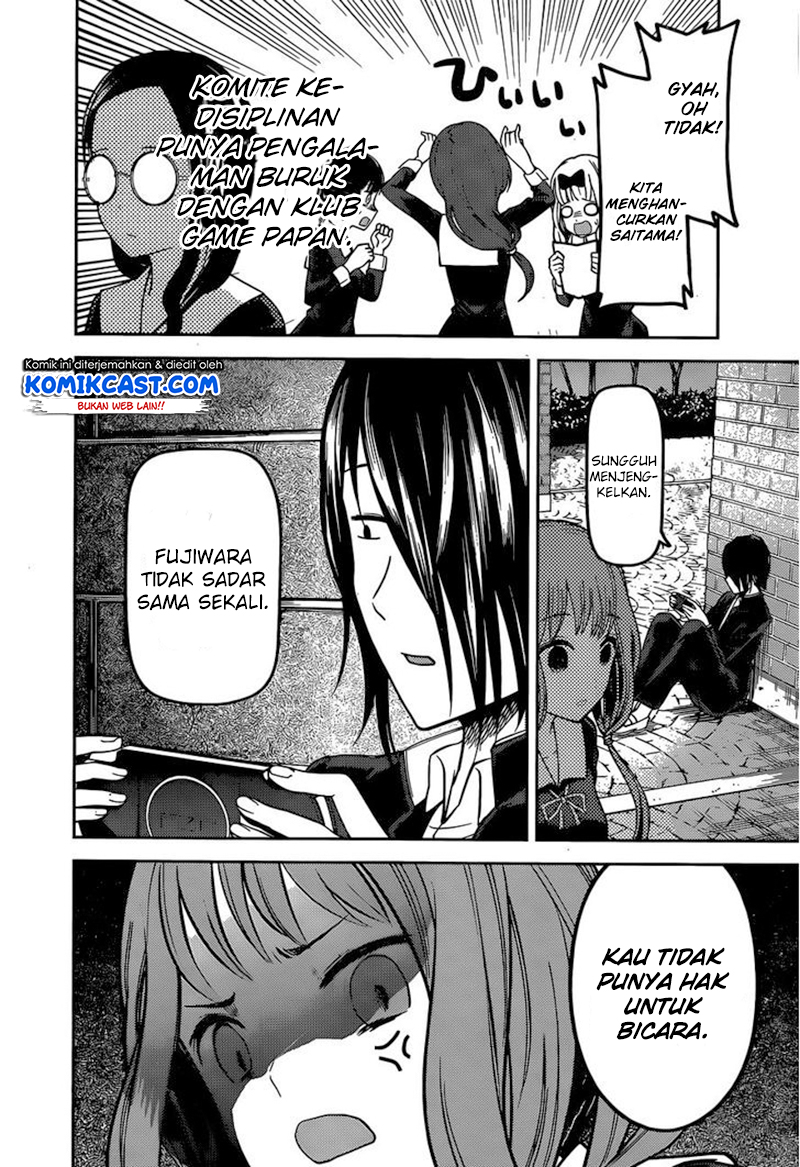 GYAH,
OH
TIDAK!
KITA
MENGHAN-
CURKAN
SAITAMA!
ひぃぃぃ
KOMITE KE-
DISIPLINAN
PUNYA PENGALA-
MAN BURUK
DENGAN KLUB
GAME PAPAN.
Komik ini diterjemahkan & diedit oleh
KOMIKCAST.COM
BUKAN WEB LAIN!!
SUNGGUH
MENJENG-
KELKAN.
FUJIWARA
TIDAK SADAR
SAMA SEKALI.
KAU TIDAK
PUNYA HAK
UNTUK
BICARA.